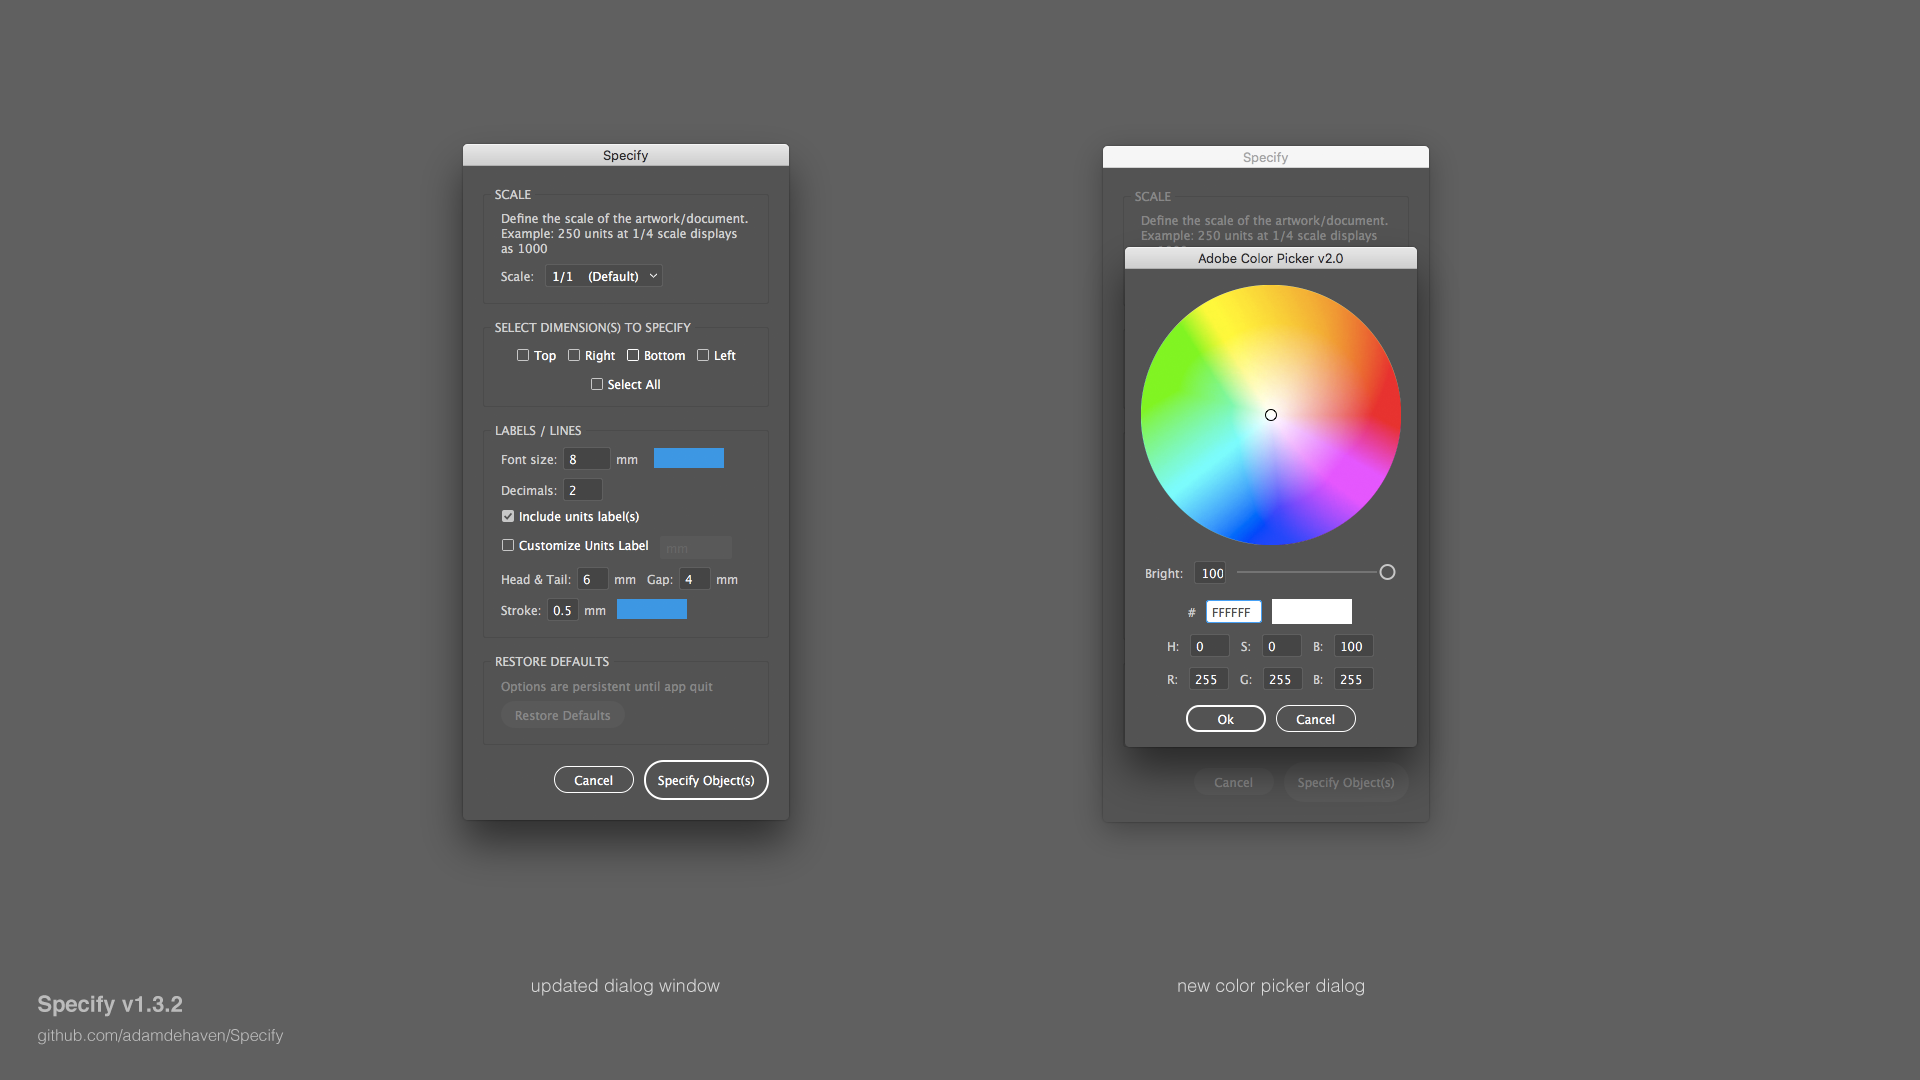 Specify
SCALE
Define the scale of the artwork/document.
Example: 250 units at 1/4 scale displays
as 1000
Scale: 1/1 (Default)
SELECT DIMENSION(S) TO SPECIFY
Top Right Bottom Left
Select All
LABELS / LINES
Font size: 8 mm
Decimals: 2
Include units label(s)
Customize Units Label mm
Head & Tail: 6 mm Gap: 4 mm
Stroke: 0.5 mm
RESTORE DEFAULTS
Options are persistent until app quit
Restore Defaults
Cancel Specify Object(s)
updated dialog window
Specify
SCALE
Define the scale of the artwork/document.
Example: 250 units at 1/4 scale displays
Adobe Color Picker v2.0
Bright: 100
# FFFFFF
H: 0 S: 0 B: 100
R: 255 G: 255 B: 255
Ok Cancel
Cancel Specify Object(s)
new color picker dialog
Specify v1.3.2
github.com/adamdehaven/Specify